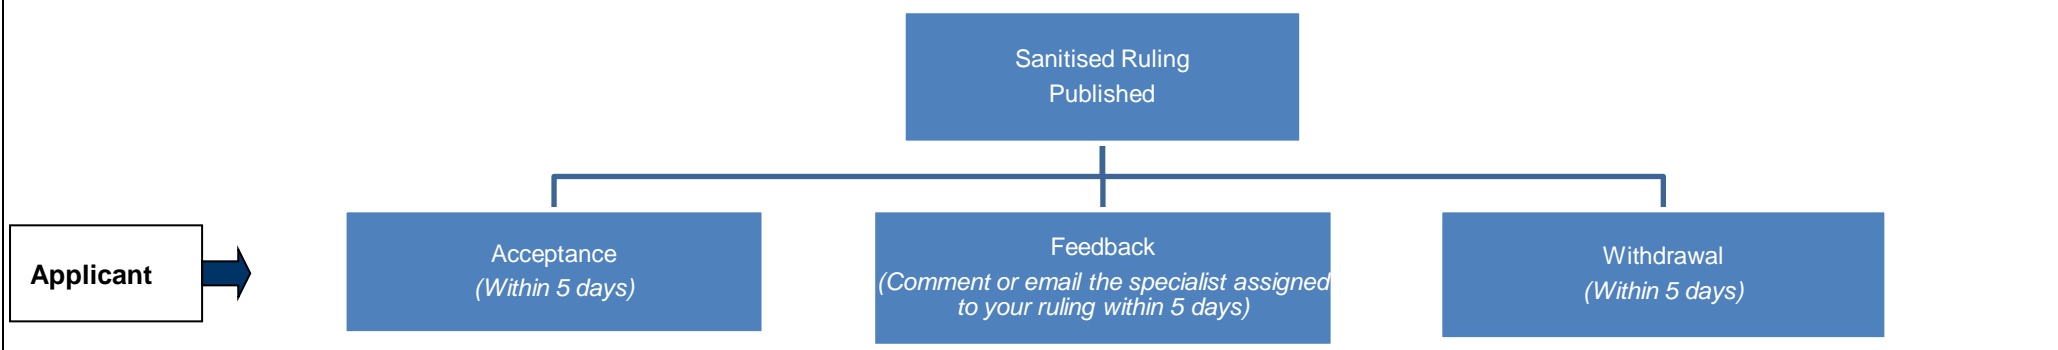 Sanitised Ruling
Published
Applicant
Acceptance
(Within 5 days)
Feedback
(Comment or email the specialist assigned
to your ruling within 5 days)
Withdrawal
(Within 5 days)